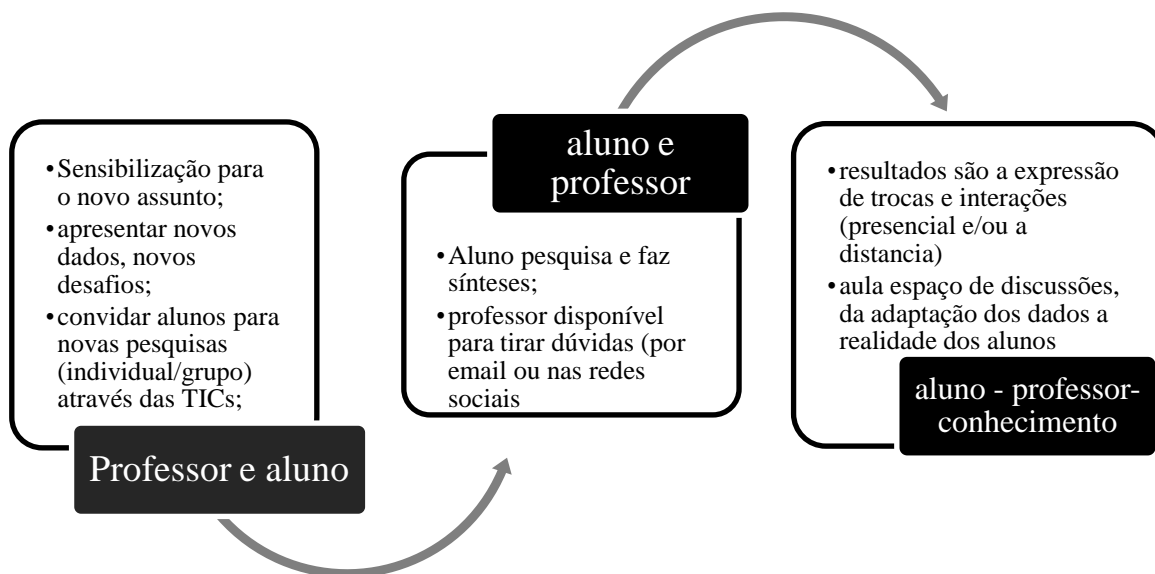 •Sensibilização para
o novo assunto;
•apresentar novos
dados, novos
desafios;
•convidar alunos para
novas pesquisas
(individual/grupo)
através das TICs;
Professor e aluno
aluno e
professor
•Aluno pesquisa e faz
sínteses;
•professor disponível
para tirar dúvidas (por
email ou nas redes
sociais
•resultados são a expressão
de trocas e interações
(presencial e/ou a
distancia)
•aula espaço de discussões,
da adaptação dos dados a
realidade dos alunos
aluno - professor-
conhecimento